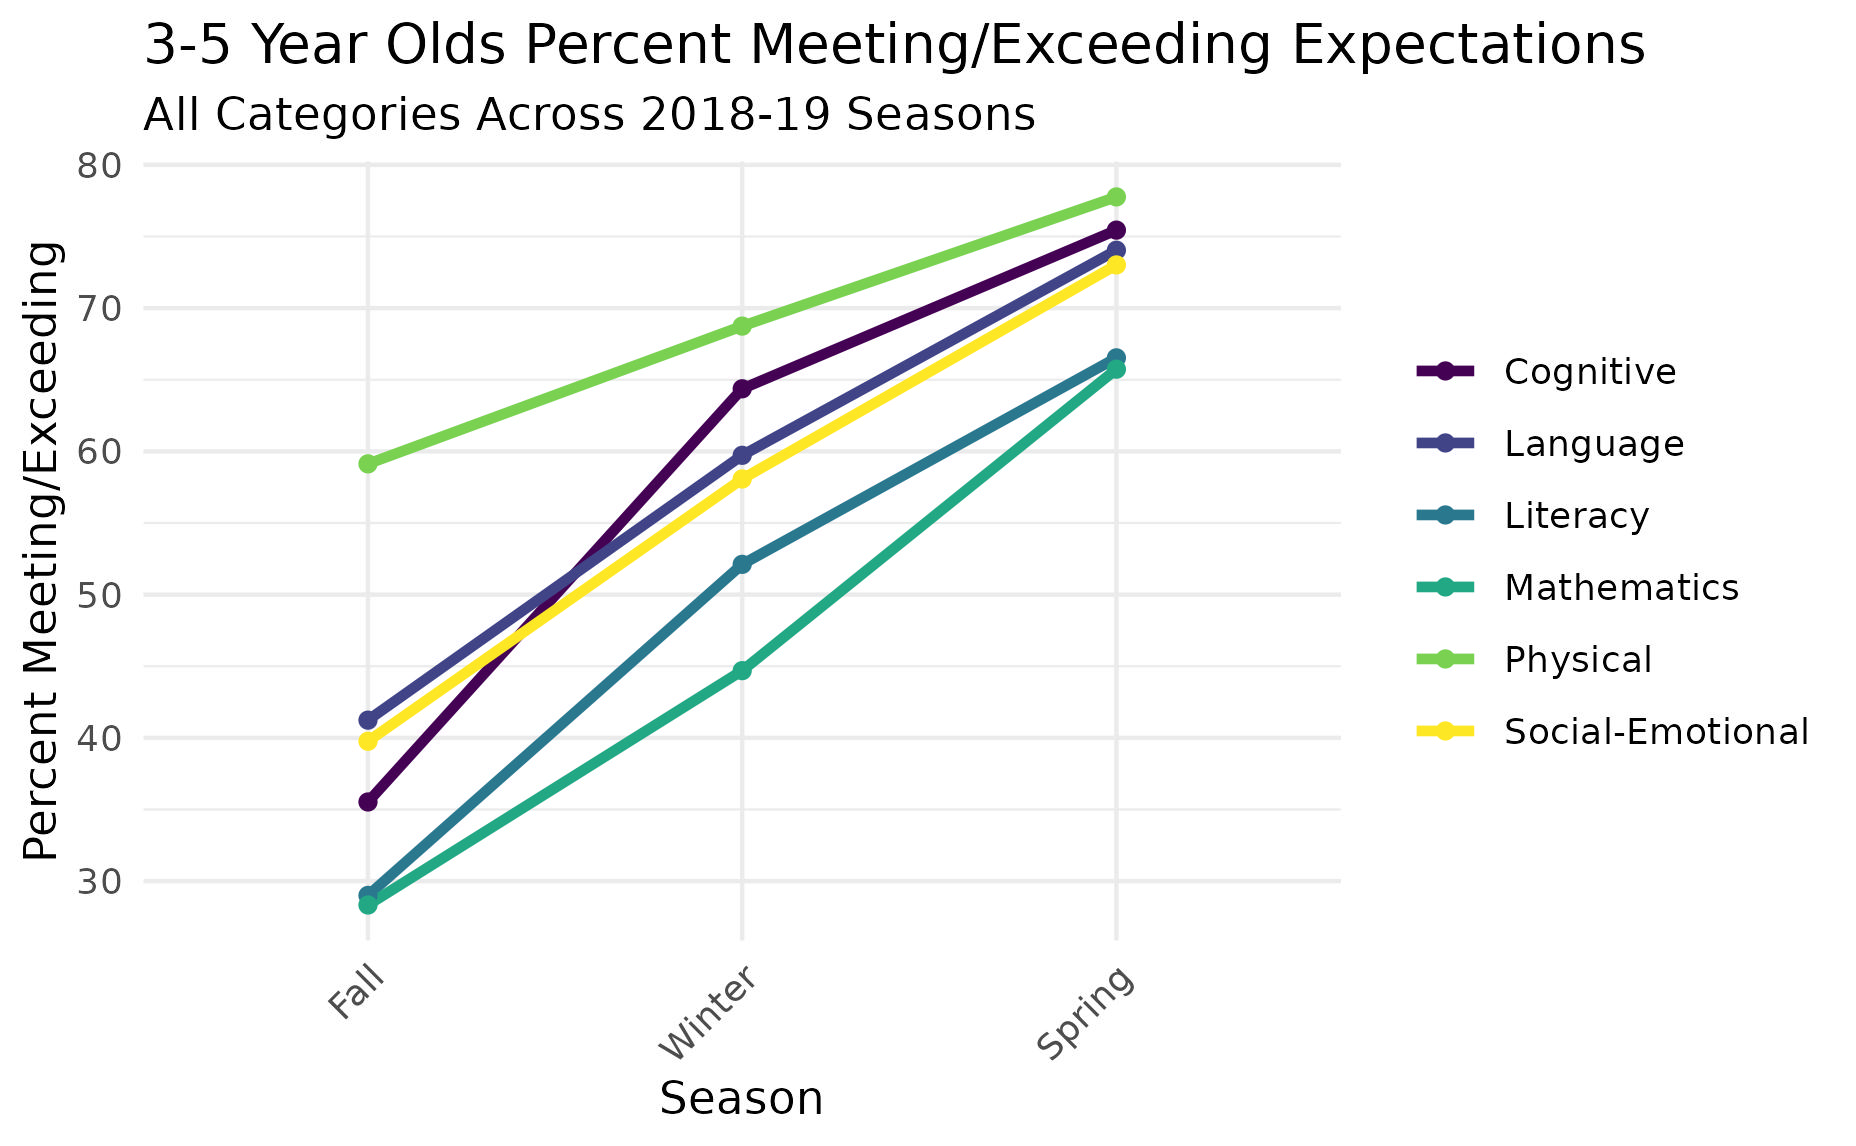 3-5 Year Olds Percent Meeting/Exceeding Expectations
All Categories Across 2018-19 Seasons
Percent Meeting/Exceeding
80
70
60
50
40
30
Fall
Winter
Spring
Season
Cognitive
Language
Literacy
Mathematics
Physical
Social-Emotional